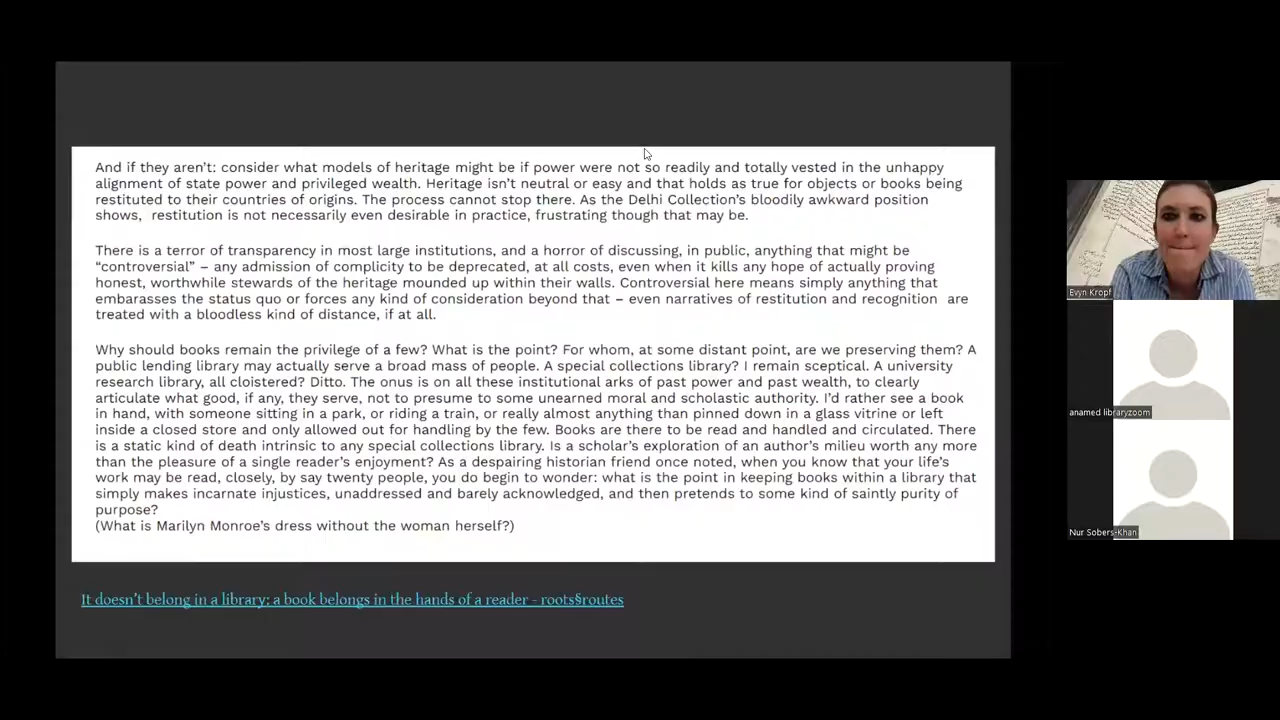 And if they aren't: consider what models of heritage might be if power were not so readily and totally vested in the unhappy
alignment of state power and privileged wealth. Heritage isn't neutral or easy and that holds as true for objects or books being
restituted to their countries of origins. The process cannot stop there. As the Delhi Collection's bloodily awkward position
shows, restitution is not necessarily even desirable in practice, frustrating though that may be.
There is a terror of transparency in most large institutions, and a horror of discussing, in public, anything that might be
“controversial” – any admission of complicity to be deprecated, at all costs, even when it kills any hope of actually proving
honest, worthwhile stewards of the heritage mounded up within their walls. Controversial here means simply anything that
embarasses the status quo or forces any kind of consideration beyond that – even narratives of restitution and recognition are
treated with a bloodless kind of distance, if at all.
Why should books remain the privilege of a few? What is the point? For whom, at some distant point, are we preserving them? A
public lending library may actually serve a broad mass of people. A special collections library? I remain sceptical. A university
research library, all cloistered? Ditto. The onus is on all these institutional arks of past power and past wealth, to clearly
articulate what good, if any, they serve, not to presume to some unearned moral and scholastic authority. I'd rather see a book
in hand, with someone sitting in a park, or riding a train, or really almost anything than pinned down in a glass vitrine or left
inside a closed store and only allowed out for handling by the few. Books are there to be read and handled and circulated. There
is a static kind of death intrinsic to any special collections library. Is a scholar's exploration of an author's milieu worth any more
than the pleasure of a single reader's enjoyment? As a despairing historian friend once noted, when you know that your life's
work may be read, closely, by say twenty people, you do begin to wonder: what is the point in keeping books within a library that
simply makes incarnate injustices, unaddressed and barely acknowledged, and then pretends to some kind of saintly purity of
purpose?
(What is Marilyn Monroe's dress without the woman herself?)
It doesn't belong in a library: a book belongs in the hands of a reader - roots§routes
Evyn Kropf
anamed libraryzoom
Nur Sobers-Khan